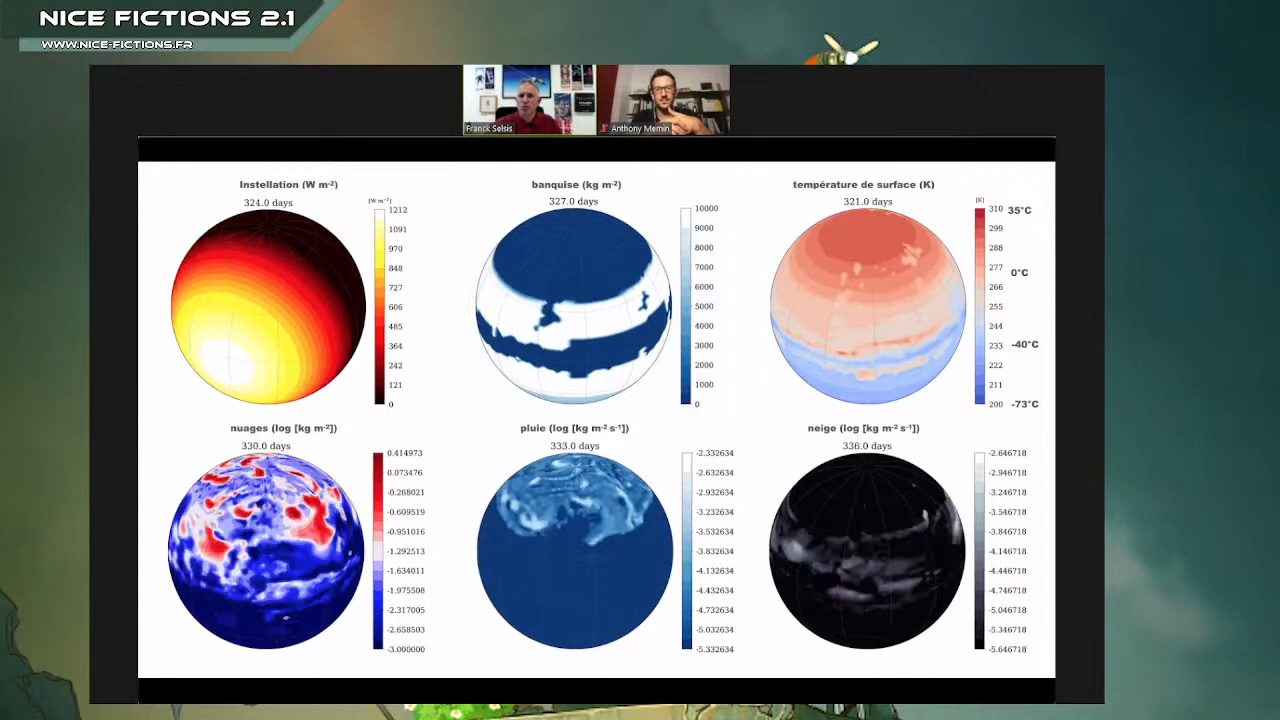 NICE FICTIONS 2.1
WWW.NICE-FICTIONS.FR
Franck Selsis
Anthony Memin
Instellation (W m-2)
324.0 days
[W m-2]
1212
1091
970
848
727
606
485
364
242
121
0
banquise (kg m-2)
327.0 days
10000
9000
8000
7000
6000
5000
4000
3000
2000
1000
0
température de surface (K)
321.0 days
[K]
310 35°C
299
288
277 0°C
266
255
244
233 -40°C
222
211
200 -73°C
nuages (log [kg m-2])
330.0 days
0.414973
0.073476
-0.268021
-0.609519
-0.951016
-1.292513
-1.634011
-1.975508
-2.317005
-2.658503
-3.000000
pluie (log [kg m-2 s-1])
333.0 days
-2.332634
-2.632634
-2.932634
-3.232634
-3.532634
-3.832634
-4.132634
-4.432634
-4.732634
-5.032634
-5.332634
neige (log [kg m-2 s-1])
336.0 days
-2.646718
-2.946718
-3.246718
-3.546718
-3.846718
-4.146718
-4.446718
-4.746718
-5.046718
-5.346718
-5.646718